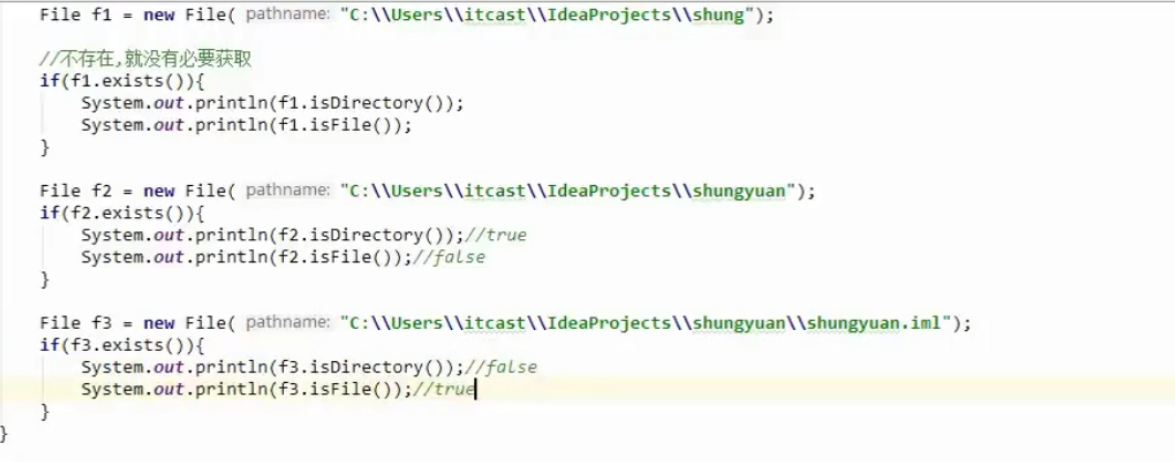 File f1 = new File( pathname: "C:\\Users\\itcast\\IdeaProjects\\shung");
//不存在,就没有必要获取
if(f1.exists()){
System.out.println(f1.isDirectory());
System.out.println(f1.isFile());
}
File f2 = new File( pathname: "C:\\Users\\itcast\\IdeaProjects\\shungyuan");
if(f2.exists()){
System.out.println(f2.isDirectory());//true
System.out.println(f2.isFile());//false
}
File f3 = new File( pathname: "C:\\Users\\itcast\\IdeaProjects\\shungyuan\\shungyuan.iml");
if(f3.exists()){
System.out.println(f3.isDirectory());//false
System.out.println(f3.isFile());//true
}
}